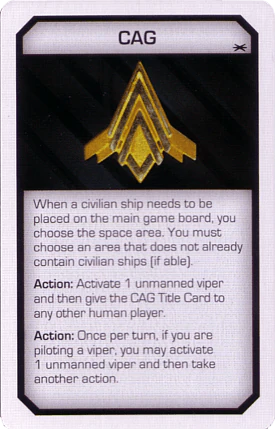 CAG
When a civilian ship needs to be
placed on the main game board, you
choose the space area. You must
choose an area that does not already
contain civilian ships (if able).
Action: Activate 1 unmanned viper
and then give the CAG Title Card to
any other human player.
Action: Once per turn, if you are
piloting a viper, you may activate
1 unmanned viper and then take
another action.